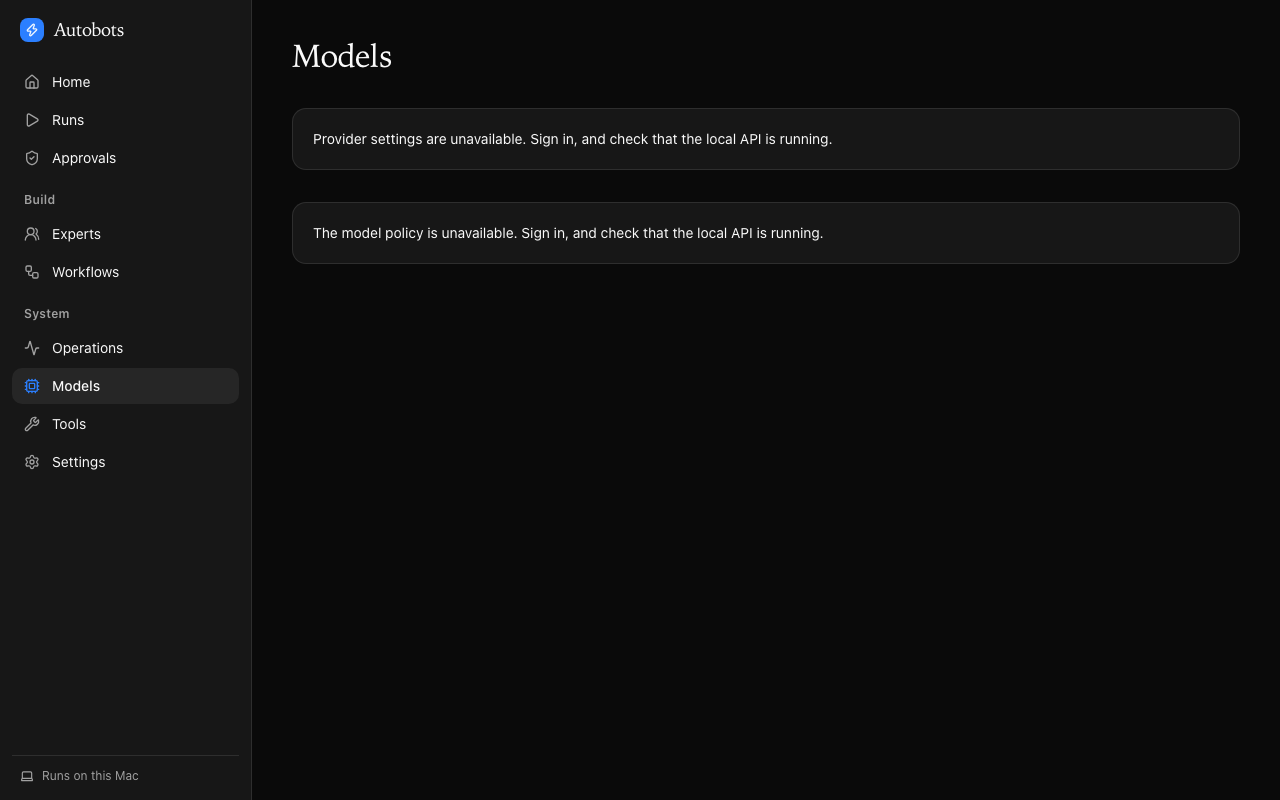 Autobots
Home
Runs
Approvals
Build
Experts
Workflows
System
Operations
Models
Tools
Settings
Runs on this Mac
Models
Provider settings are unavailable. Sign in, and check that the local API is running.
The model policy is unavailable. Sign in, and check that the local API is running.